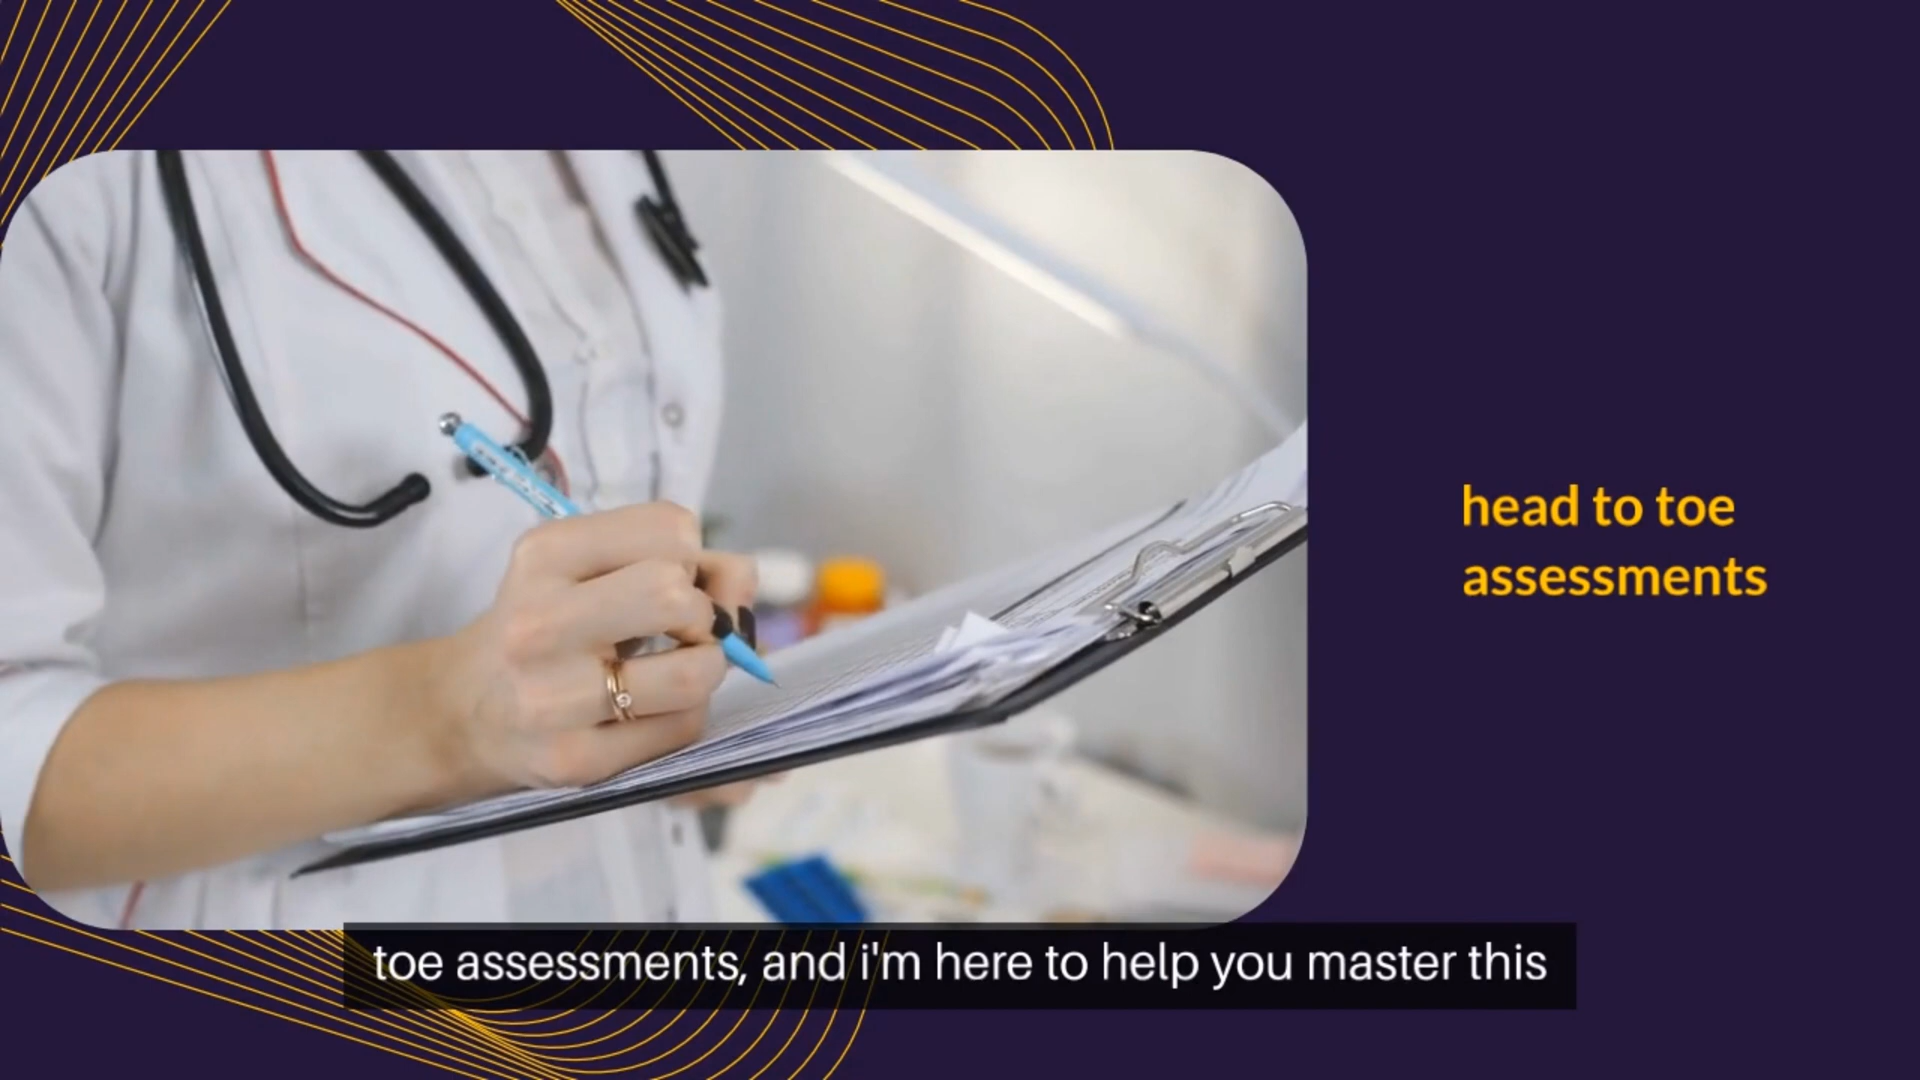 head to toe
assessments
toe assessments, and i'm here to help you master this